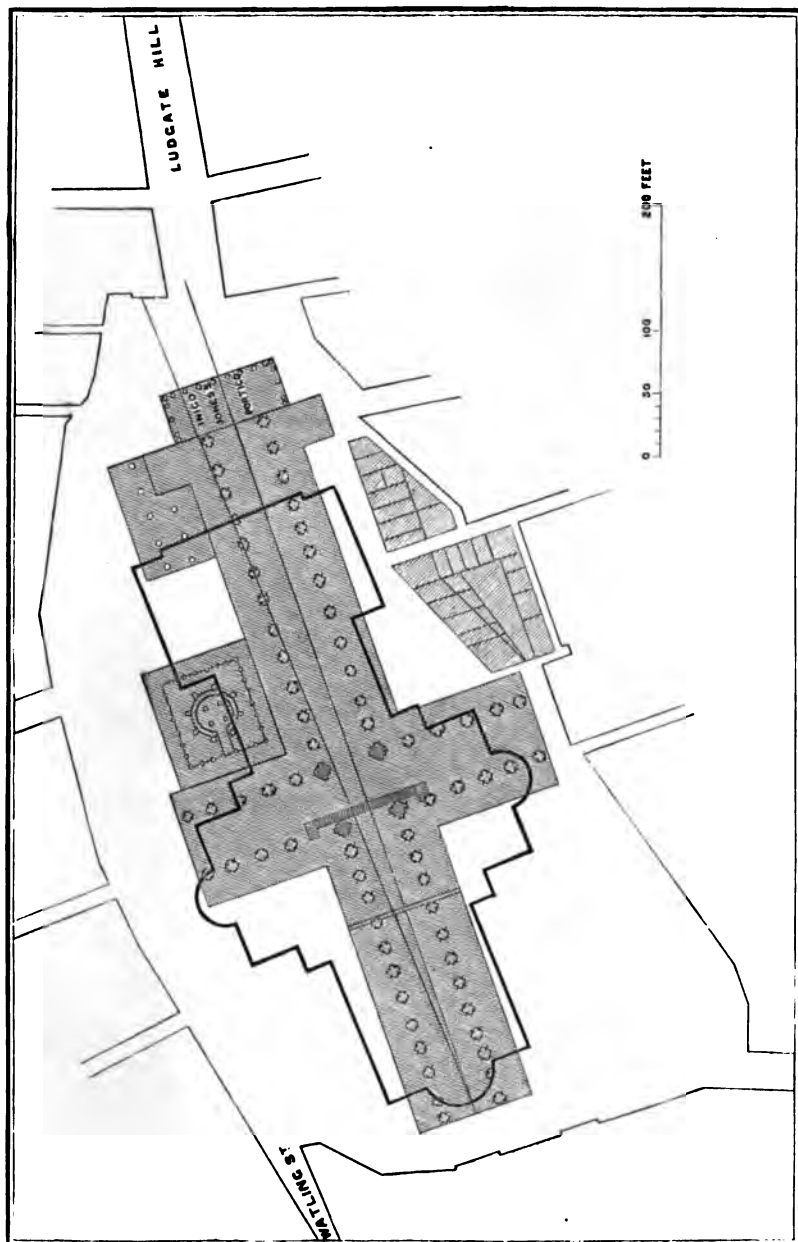 LUDGATE HILL
INIGO
JONES'S
PORTICO
0 50 100 200 FEET
WATLING ST.